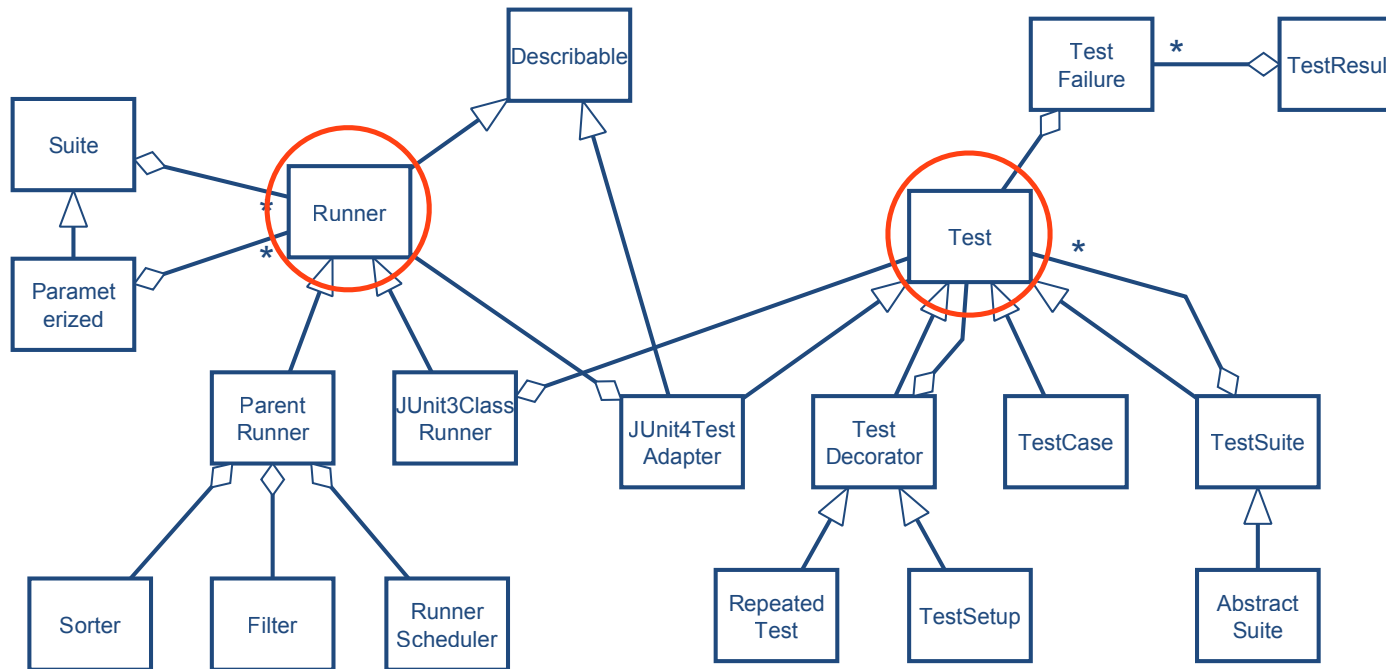 Describable
Test
Failure
*
TestResul
Suite
*
Runner
*
Test
*
Paramet
erized
Parent
Runner
JUnit3Class
Runner
JUnit4Test
Adapter
Test
Decorator
TestCase
TestSuite
Sorter
Filter
Runner
Scheduler
Repeated
Test
TestSetup
Abstract
Suite